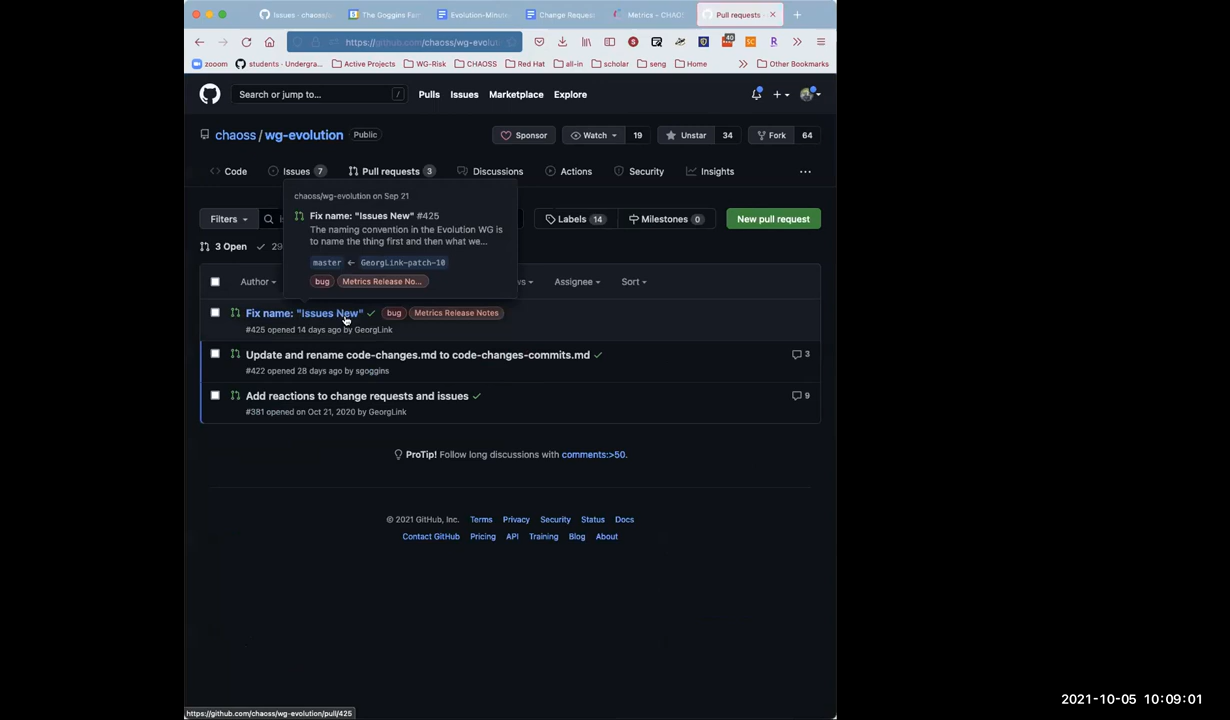 Issues · chaoss/w
The Goggins Fam
Evolution-Minute
Change Request
Metrics – CHAOSS
Pull requests ·
https://github.com/chaoss/wg-evolut
40
zooom
students · Undergra...
Active Projects
WG-Risk
CHAOSS
Red Hat
all-in
scholar
seng
Home
Other Bookmarks
Search or jump to...
/
Pulls
Issues
Marketplace
Explore
chaoss / wg-evolution
Public
Sponsor
Watch
19
Unstar
34
Fork
64
Code
Issues 7
Pull requests 3
Discussions
Actions
Security
Insights
chaoss/wg-evolution on Sep 21
Fix name: "Issues New" #425
The naming convention in the Evolution WG is
to name the thing first and then what we...
master ← GeorgLink-patch-10
bug
Metrics Release No...
Filters
Labels 14
Milestones 0
New pull request
3 Open
29
Author
Assignee
Sort
Fix name: "Issues New"
bug
Metrics Release Notes
#425 opened 14 days ago by GeorgLink
Update and rename code-changes.md to code-changes-commits.md
3
#422 opened 28 days ago by sgoggins
Add reactions to change requests and issues
9
#381 opened on Oct 21, 2020 by GeorgLink
ProTip! Follow long discussions with comments:>50.
© 2021 GitHub, Inc.
Terms
Privacy
Security
Status
Docs
Contact GitHub
Pricing
API
Training
Blog
About
2021-10-05 10:09:01
https://github.com/chaoss/wg-evolution/pull/425